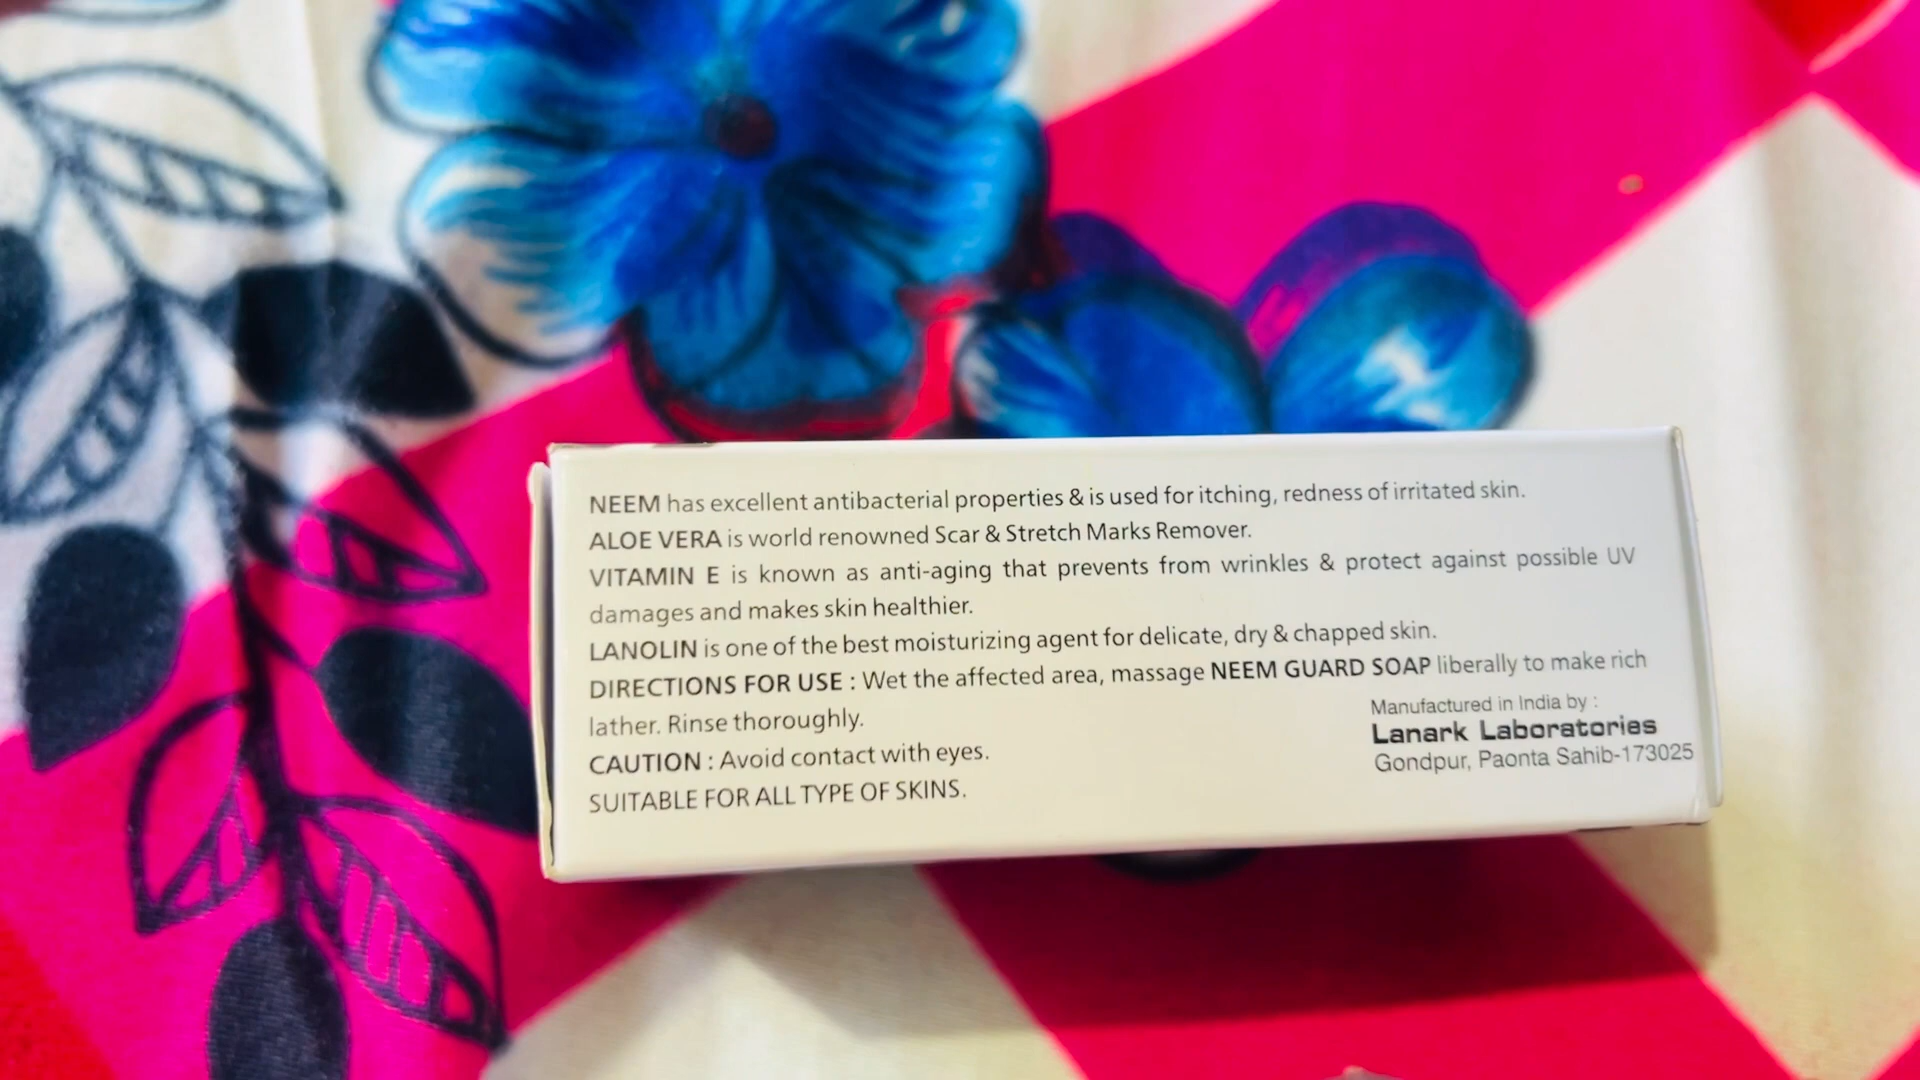 NEEM has excellent antibacterial properties & is used for itching, redness of irritated skin.
ALOE VERA is world renowned Scar & Stretch Marks Remover.
VITAMIN E is known as anti-aging that prevents from wrinkles & protect against possible UV
damages and makes skin healthier.
LANOLIN is one of the best moisturizing agent for delicate, dry & chapped skin.
DIRECTIONS FOR USE : Wet the affected area, massage NEEM GUARD SOAP liberally to make rich
lather. Rinse thoroughly.
CAUTION : Avoid contact with eyes.
SUITABLE FOR ALL TYPE OF SKINS.
Manufactured in India by :
Lanark Laboratories
Gondpur, Paonta Sahib-173025